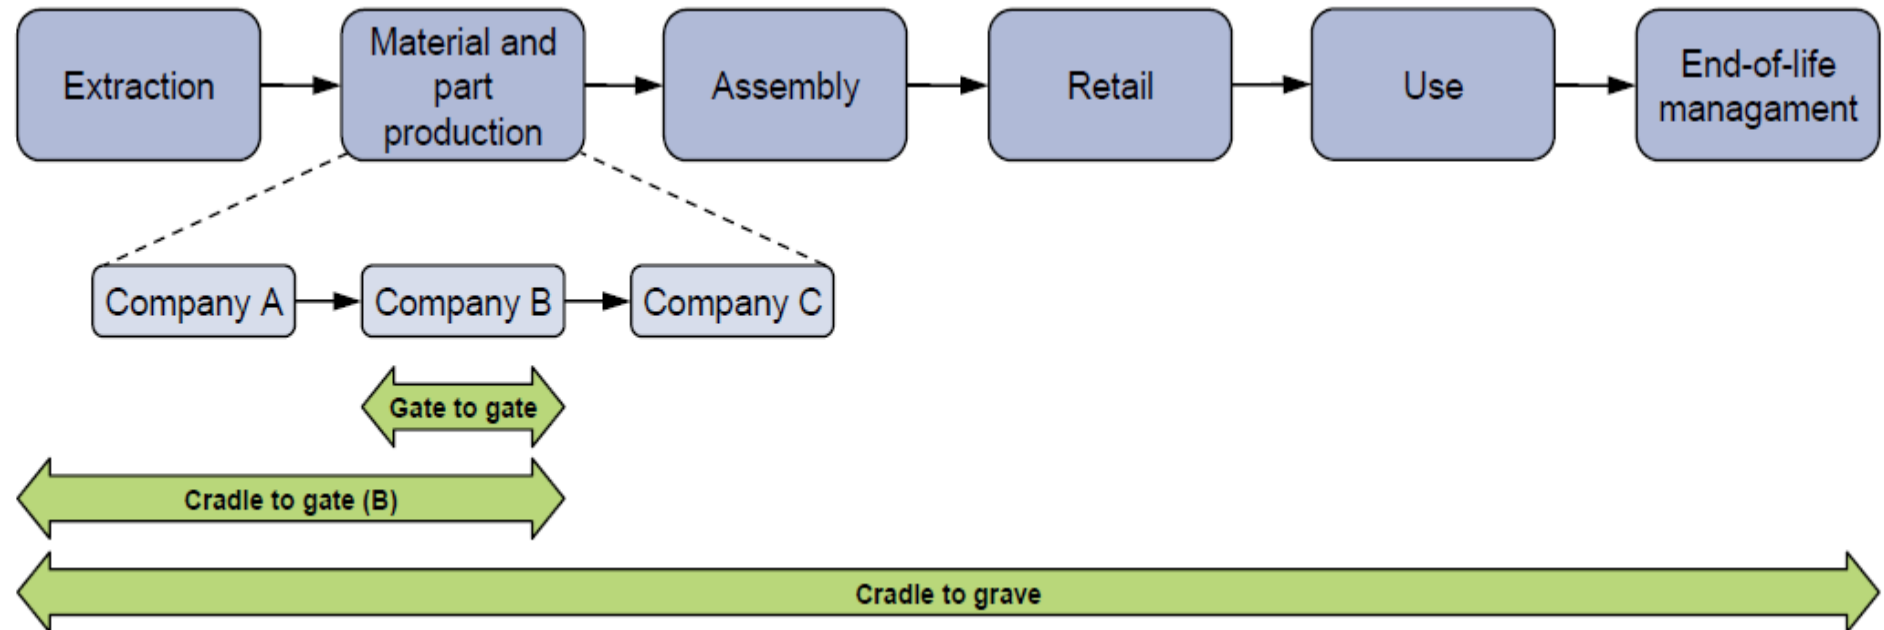 Extraction
Material and
part
production
Assembly
Retail
Use
End-of-life
managament
Company A
Company B
Company C
Gate to gate
Cradle to gate (B)
Cradle to grave